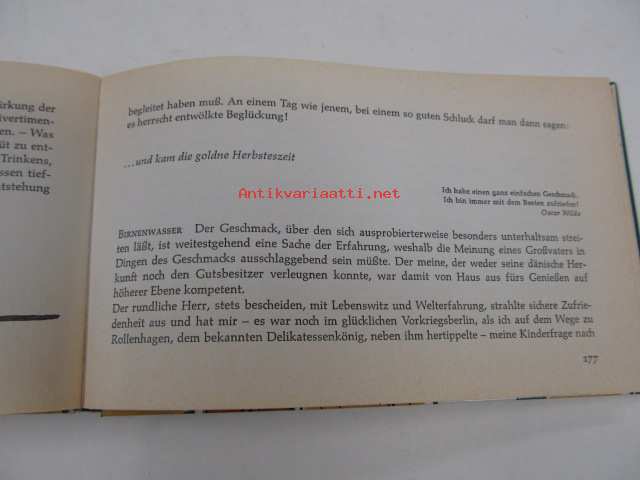 irkung der
ivertimen-
en. – Was
üt zu ent-
Trinkens,
ssen tief-
ntstehung
begleitet haben muß. An einem Tag wie jenem, bei einem so guten Schluck darf man dann sagen:
es herrscht entwölkte Beglückung!
...und kam die goldne Herbsteszeit
Antikvariaatti.net
Ich habe einen ganz einfachen Geschmack.
Ich bin immer mit dem Besten zufrieden!
Oscar Wilde
BIRNENWASSER Der Geschmack, über den sich ausprobierterweise besonders unterhaltsam strei-
ten läßt, ist weitestgehend eine Sache der Erfahrung, weshalb die Meinung eines Großvaters in
Dingen des Geschmacks ausschlaggebend sein müßte. Der meine, der weder seine dänische Her-
kunft noch den Gutsbesitzer verleugnen konnte, war damit von Haus aus fürs Genießen auf
höherer Ebene kompetent.
Der rundliche Herr, stets bescheiden, mit Lebenswitz und Welterfahrung, strahlte sichere Zufrie-
denheit aus und hat mir – es war noch im glücklichen Vorkriegsberlin, als ich auf dem Wege zu
Rollenhagen, dem bekannten Delikatessenkönig, neben ihm hertippelte – meine Kinderfrage nach
177